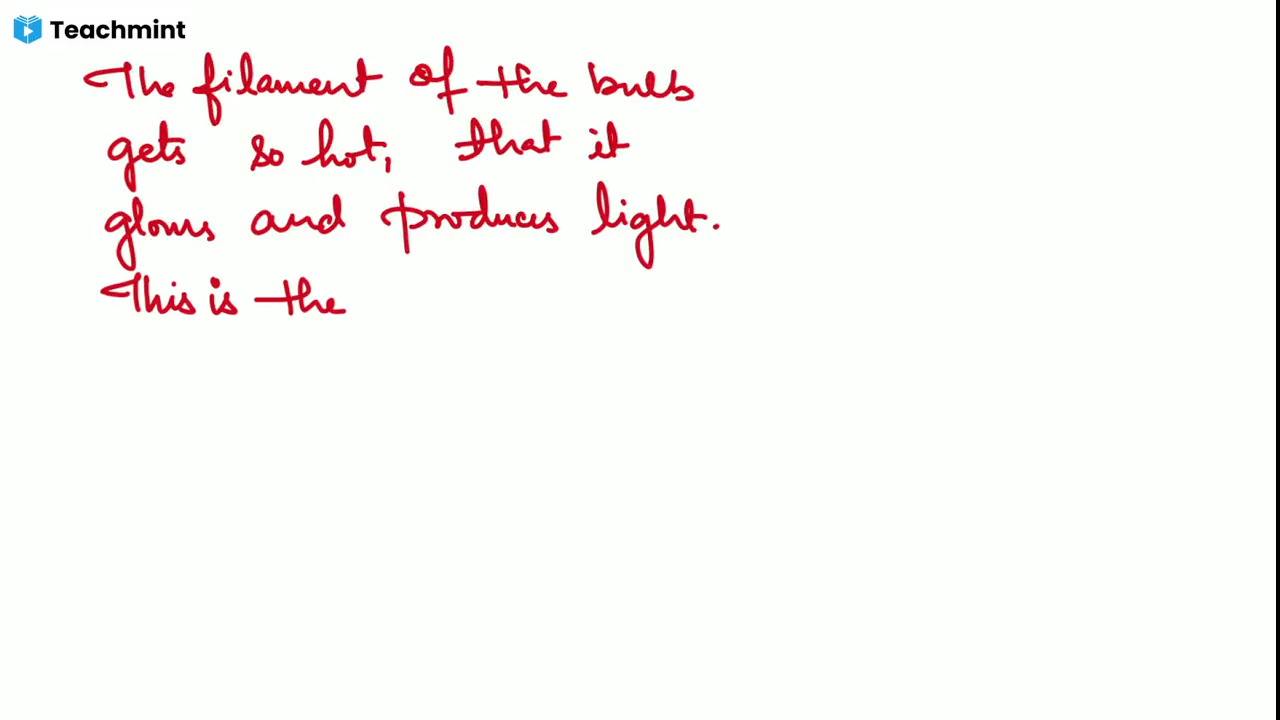 Teachmint
The filament of the bulb
gets so hot, that it
glows and produces light.
This is the